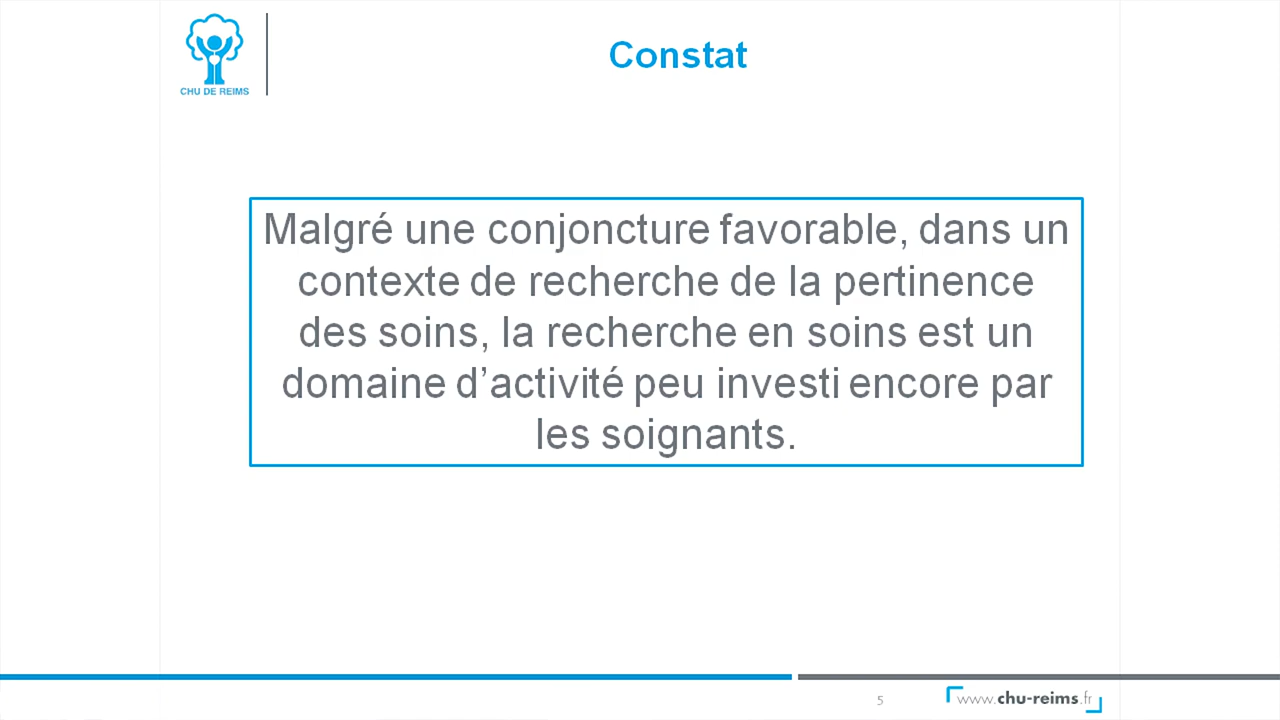 CHU DE REIMS
Constat
Malgré une conjoncture favorable, dans un
contexte de recherche de la pertinence
des soins, la recherche en soins est un
domaine d’activité peu investi encore par
les soignants.
5
www.chu-reims.fr